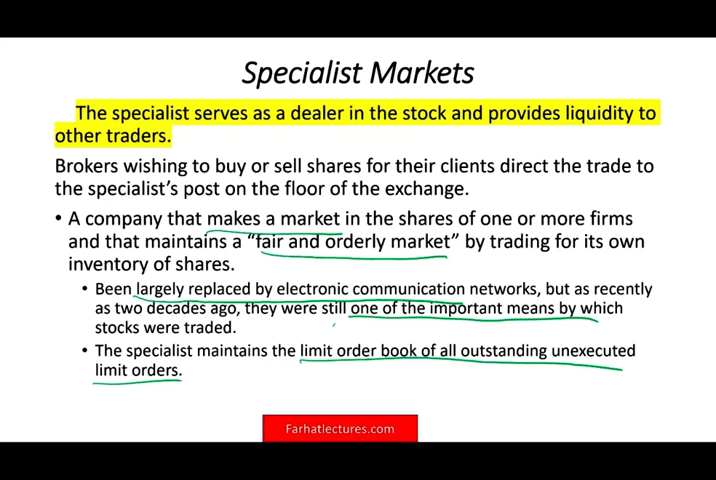 Specialist Markets
The specialist serves as a dealer in the stock and provides liquidity to
other traders.
Brokers wishing to buy or sell shares for their clients direct the trade to
the specialist's post on the floor of the exchange.
• A company that makes a market in the shares of one or more firms
and that maintains a "fair and orderly market" by trading for its own
inventory of shares.
• Been largely replaced by electronic communication networks, but as recently
as two decades ago, they were still one of the important means by which
stocks were traded.
• The specialist maintains the limit order book of all outstanding unexecuted
limit orders.
Farhatlectures.com